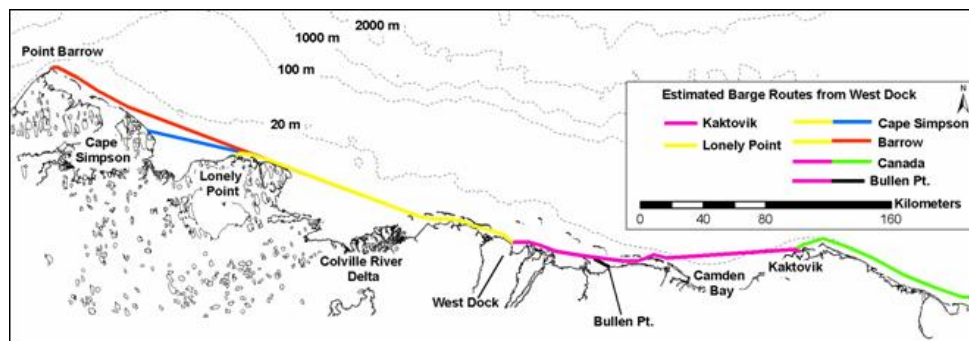 2000 m
1000 m
Point Barrow
100 m
20 m
Cape
Simpson
Lonely
Point
Colville River
Delta
West Dock
Bullen Pt.
Camden
Bay
Kaktovik
Estimated Barge Routes from West Dock
N
Kaktovik
Cape Simpson
Lonely Point
Barrow
Canada
Bullen Pt.
Kilometers
0 20 40 60 80 160